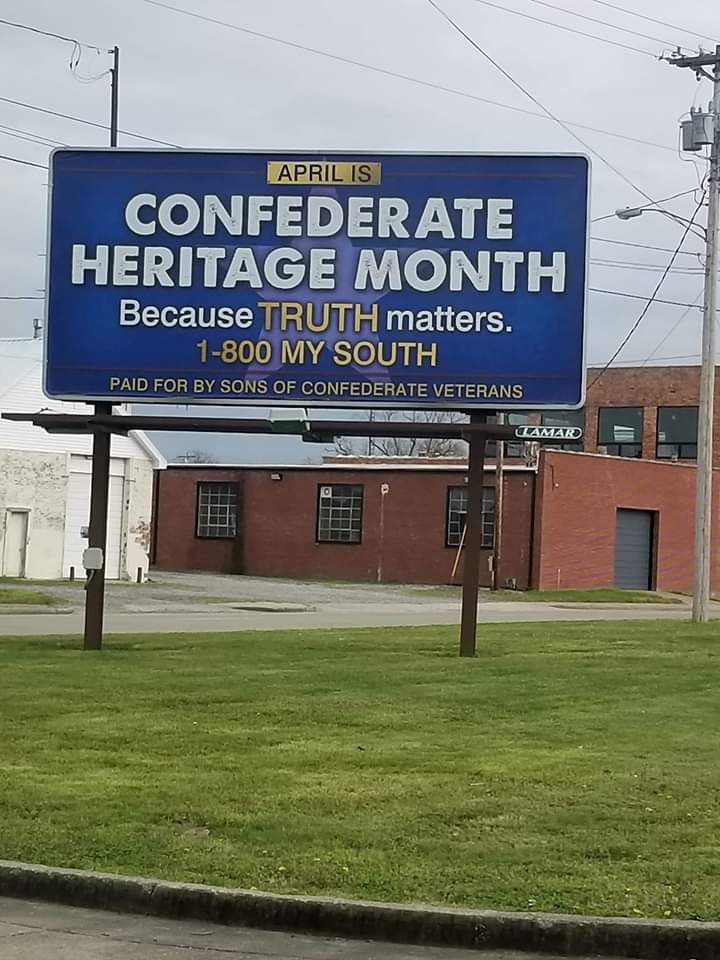 APRIL IS
CONFEDERATE
HERITAGE MONTH
Because TRUTH matters.
1-800 MY SOUTH
PAID FOR BY SONS OF CONFEDERATE VETERANS
LAMAR